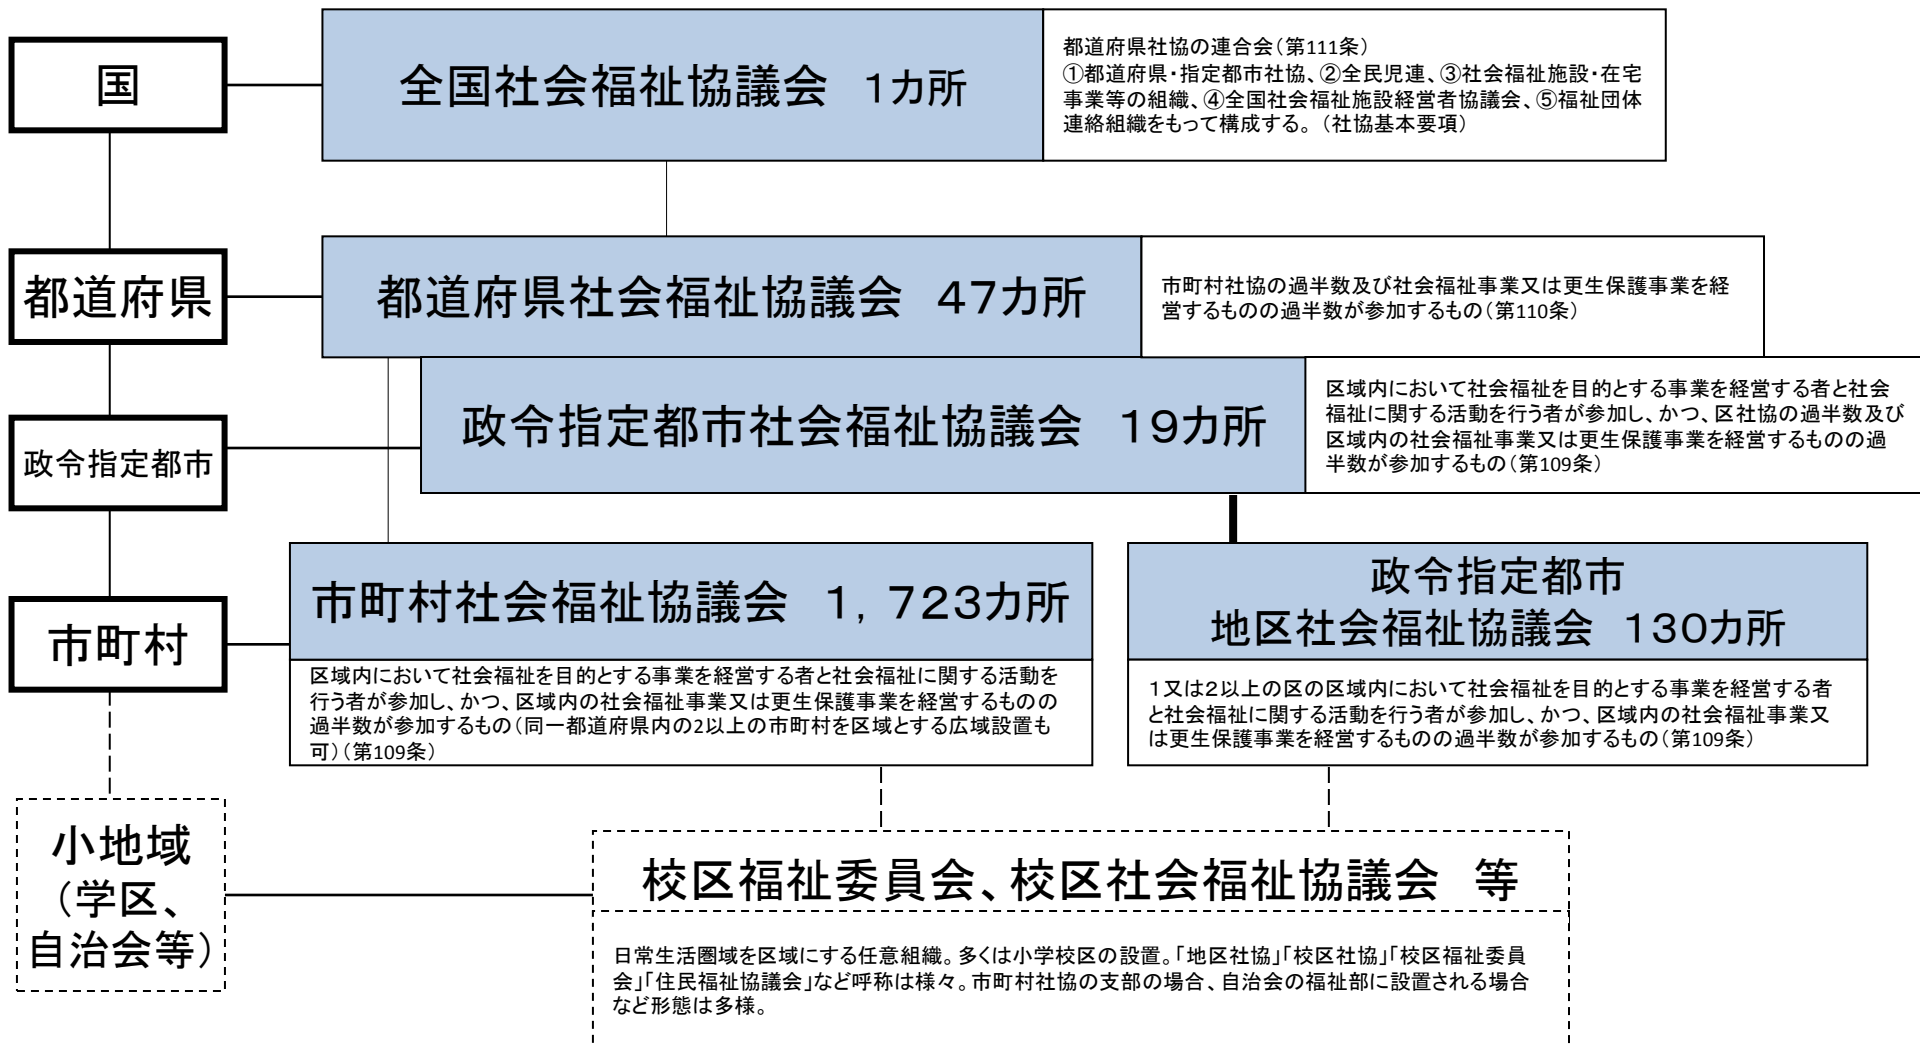 国
全国社会福祉協議会　1カ所
都道府県社協の連合会(第111条)
①都道府県・指定都市社協、②全民児連、③社会福祉施設・在宅
事業等の組織、④全国社会福祉施設経営者協議会、⑤福祉団体
連絡組織をもって構成する。(社協基本要項)
都道府県
都道府県社会福祉協議会　47カ所
市町村社協の過半数及び社会福祉事業又は更生保護事業を経
営するものの過半数が参加するもの(第110条)
政令指定都市
政令指定都市社会福祉協議会　19カ所
区域内において社会福祉を目的とする事業を経営する者と社会
福祉に関する活動を行う者が参加し、かつ、区社協の過半数及び
区域内の社会福祉事業又は更生保護事業を経営するものの過
半数が参加するもの(第109条)
市町村
市町村社会福祉協議会　1，723カ所
区域内において社会福祉を目的とする事業を経営する者と社会福祉に関する活動を
行う者が参加し、かつ、区域内の社会福祉事業又は更生保護事業を経営するものの
過半数が参加するもの(同一都道府県内の2以上の市町村を区域とする広域設置も
可)(第109条)
政令指定都市
地区社会福祉協議会　130カ所
1又は2以上の区の区域内において社会福祉を目的とする事業を経営する者
と社会福祉に関する活動を行う者が参加し、かつ、区域内の社会福祉事業又
は更生保護事業を経営するものの過半数が参加するもの(第109条)
小地域
(学区、
自治会等)
校区福祉委員会、校区社会福祉協議会　等
日常生活圏域を区域にする任意組織。多くは小学校区の設置。「地区社協」「校区社協」「校区福祉委員
会」「住民福祉協議会」など呼称は様々。市町村社協の支部の場合、自治会の福祉部に設置される場合
など形態は多様。